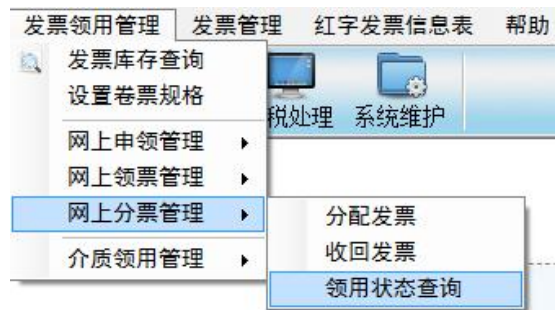 发票领用管理 发票管理 红字发票信息表 帮助
发票库存查询
设置卷票规格
税处理 系统维护
网上申领管理
网上领票管理
网上分票管理
分配发票
收回发票
介质领用管理
领用状态查询